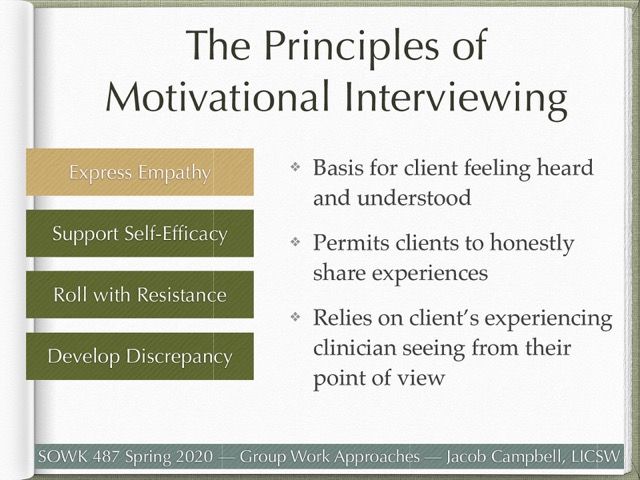 The Principles of
Motivational Interviewing
Express Empathy
Support Self-Efficacy
Roll with Resistance
Develop Discrepancy
Basis for client feeling heard
and understood
Permits clients to honestly
share experiences
Relies on client's experiencing
clinician seeing from their
point of view
SOWK 487 Spring 2020 — Group Work Approaches — Jacob Campbell, LICSW